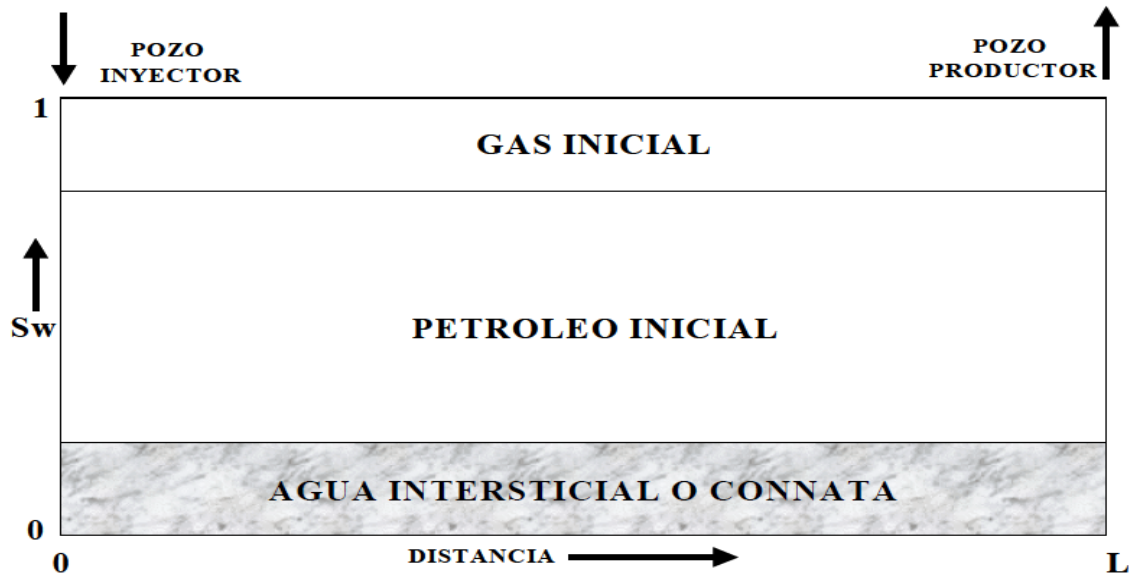 POZO
INYECTOR
POZO
PRODUCTOR
1
GAS INICIAL
Sw
PETROLEO INICIAL
AGUA INTERSTICIAL O CONNATA
0
DISTANCIA
0
L